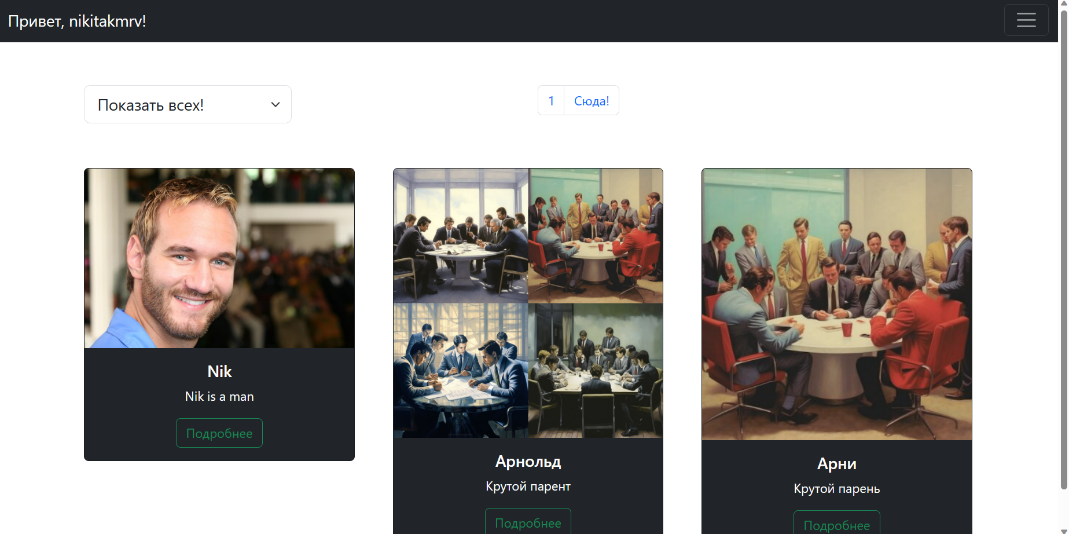 Привет, nikitakmrv!
Показать всех!
1 Сюда!
Nik
Nik is a man
Подробнее
Арнольд
Крутой парент
Подробнее
Арни
Крутой парень
Подробнее